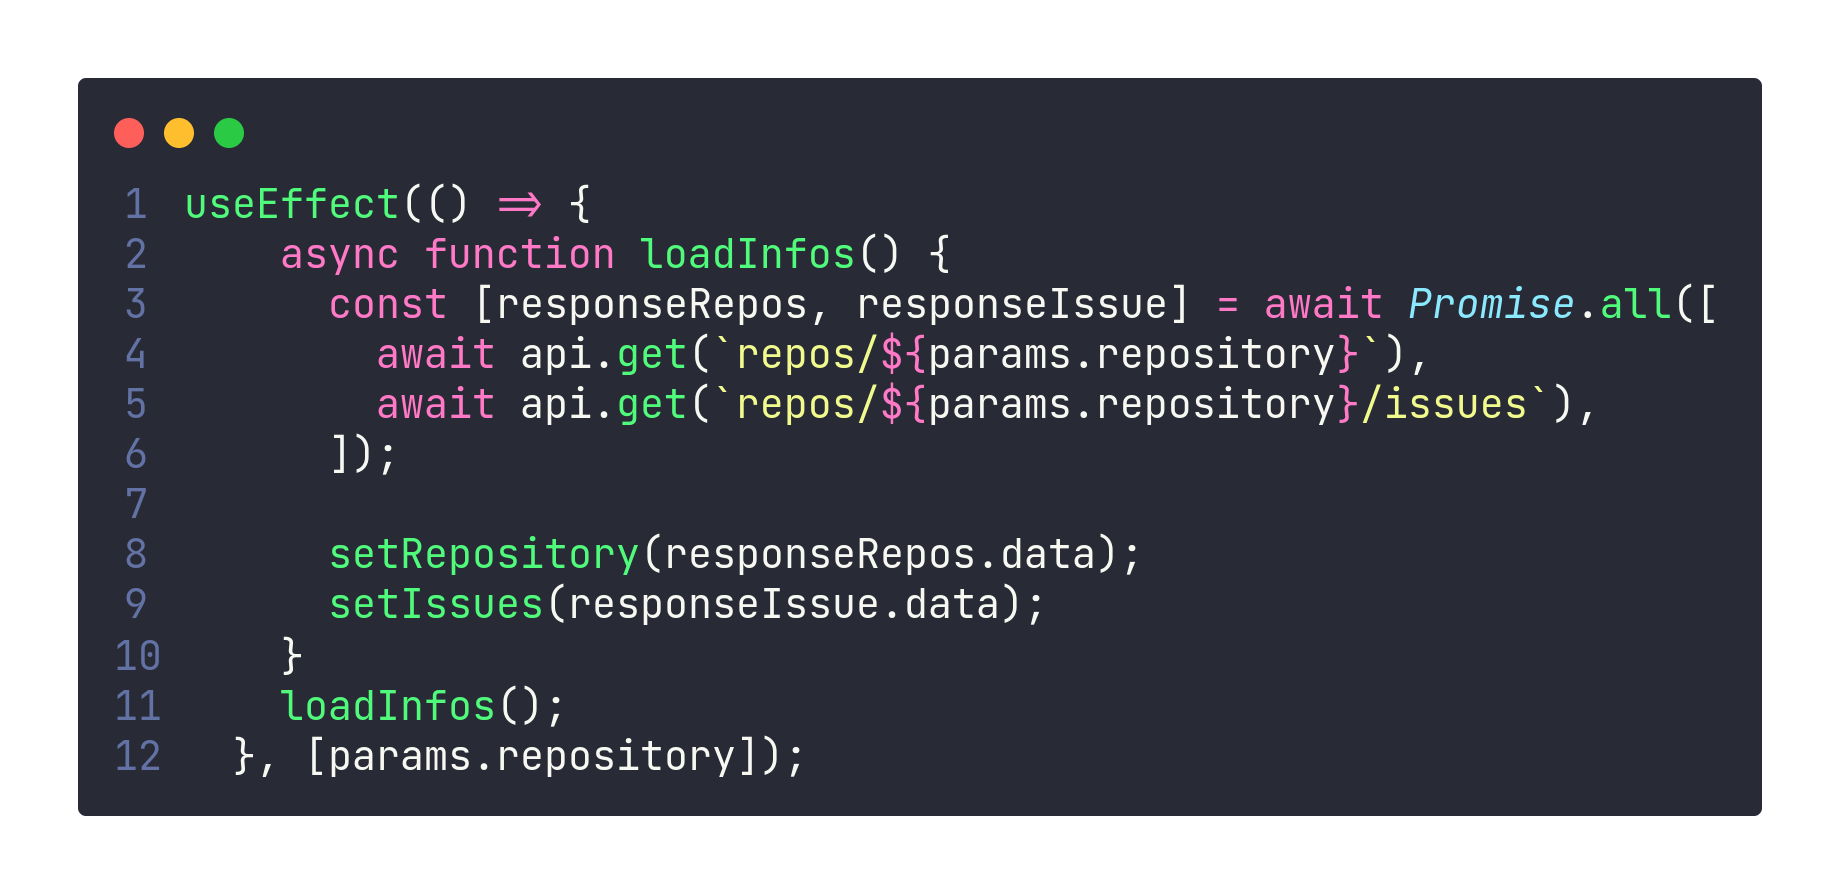 1 useEffect(() => {
2     async function loadInfos() {
3       const [responseRepos, responseIssue] = await Promise.all([
4         await api.get(`repos/${params.repository}`),
5         await api.get(`repos/${params.repository}/issues`),
6       ]);
7
8       setRepository(responseRepos.data);
9       setIssues(responseIssue.data);
10     }
11     loadInfos();
12   }, [params.repository]);